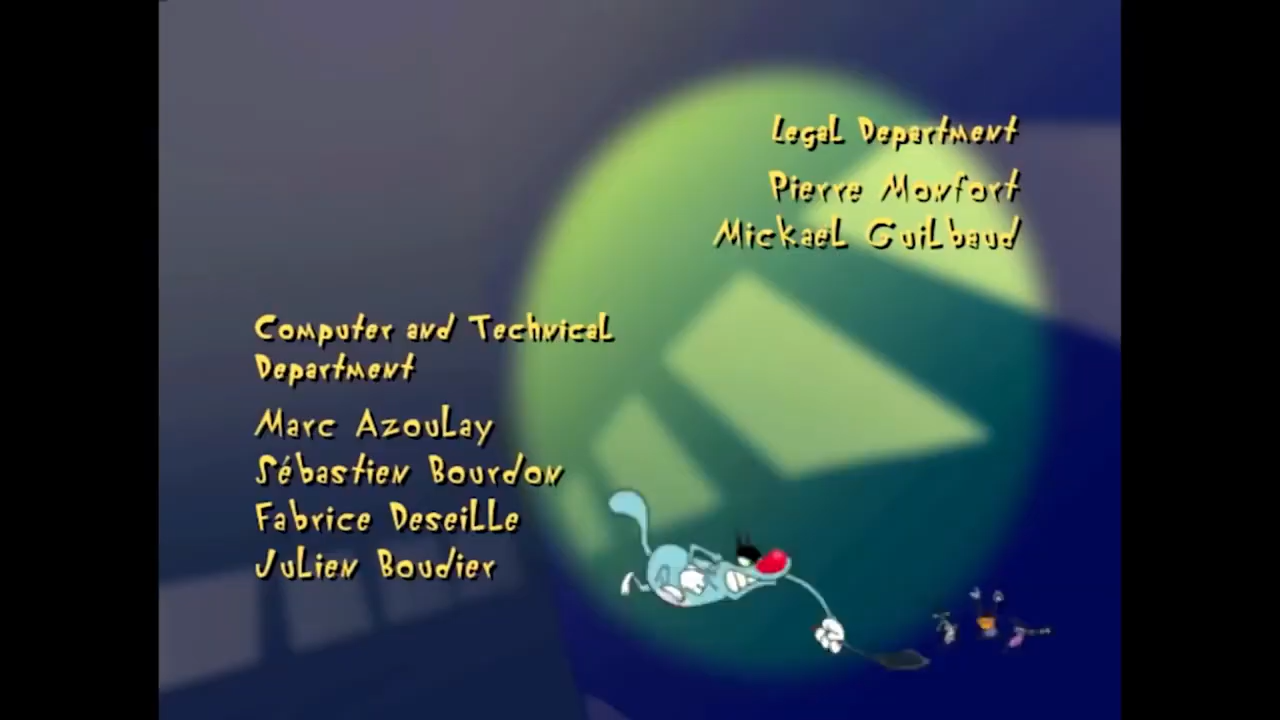 Legal Department
Pierre Monfort
Mickael Guilbaud
Computer and Technical
Department
Marc Azoulay
Sébastien Bourdon
Fabrice Deseille
Julien Boudier